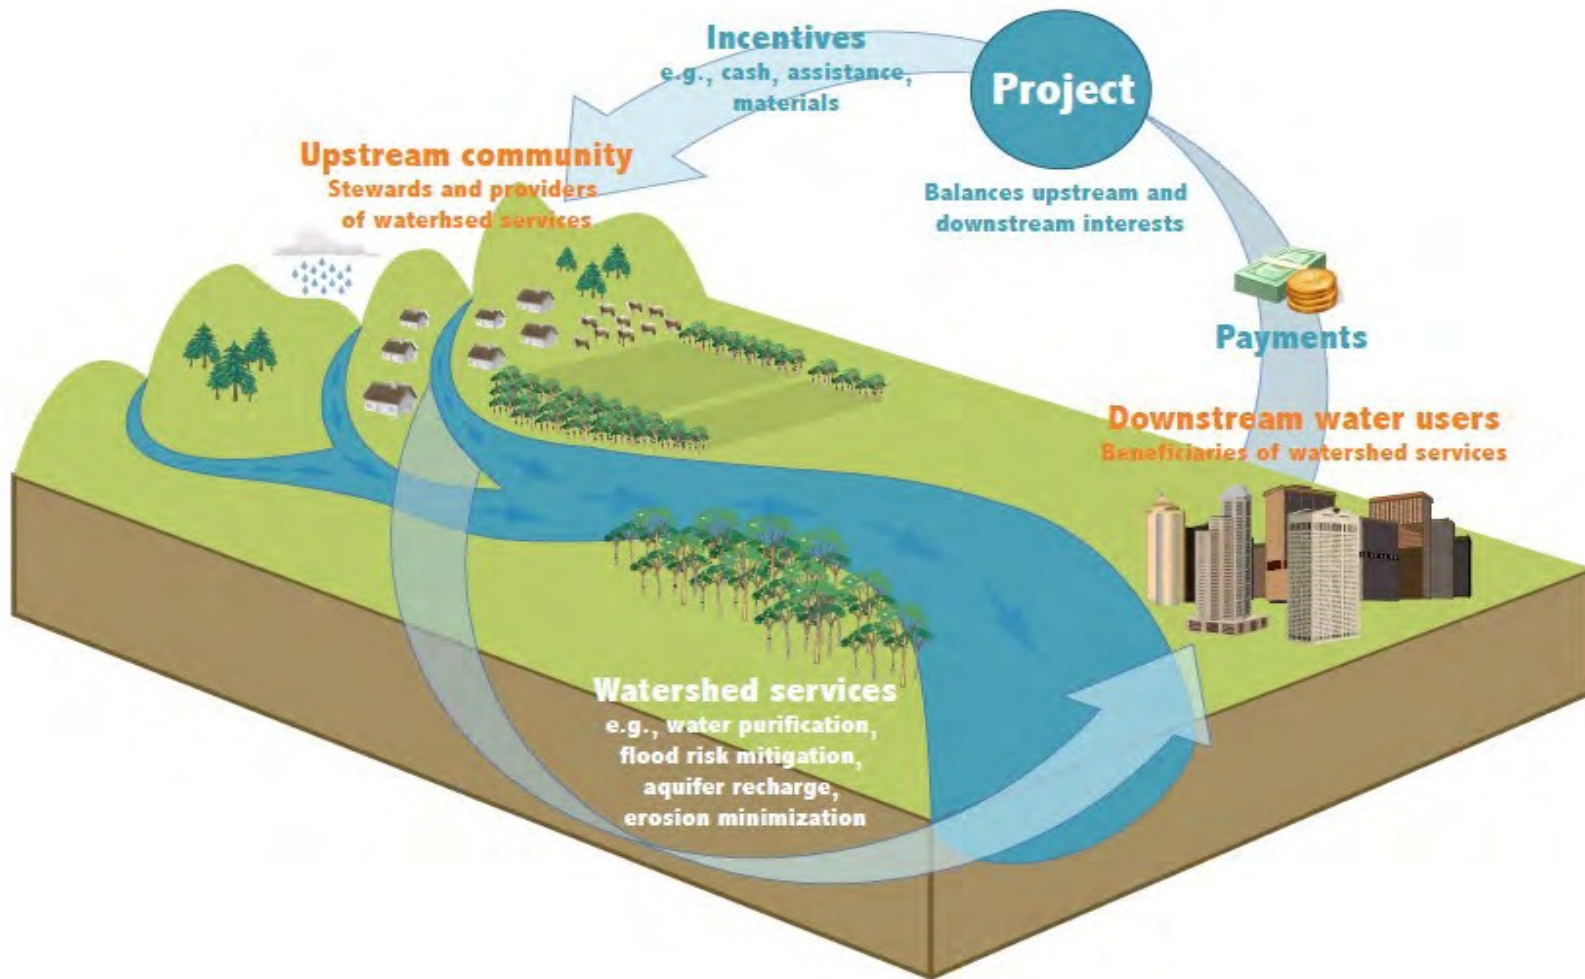 Incentives
e.g., cash, assistance,
materials
Project
Balances upstream and
downstream interests
Upstream community
Stewards and providers
of waterhsed services
Payments
Downstream water users
Beneficiaries of watershed services
Watershed services
e.g., water purification,
flood risk mitigation,
aquifer recharge,
erosion minimization